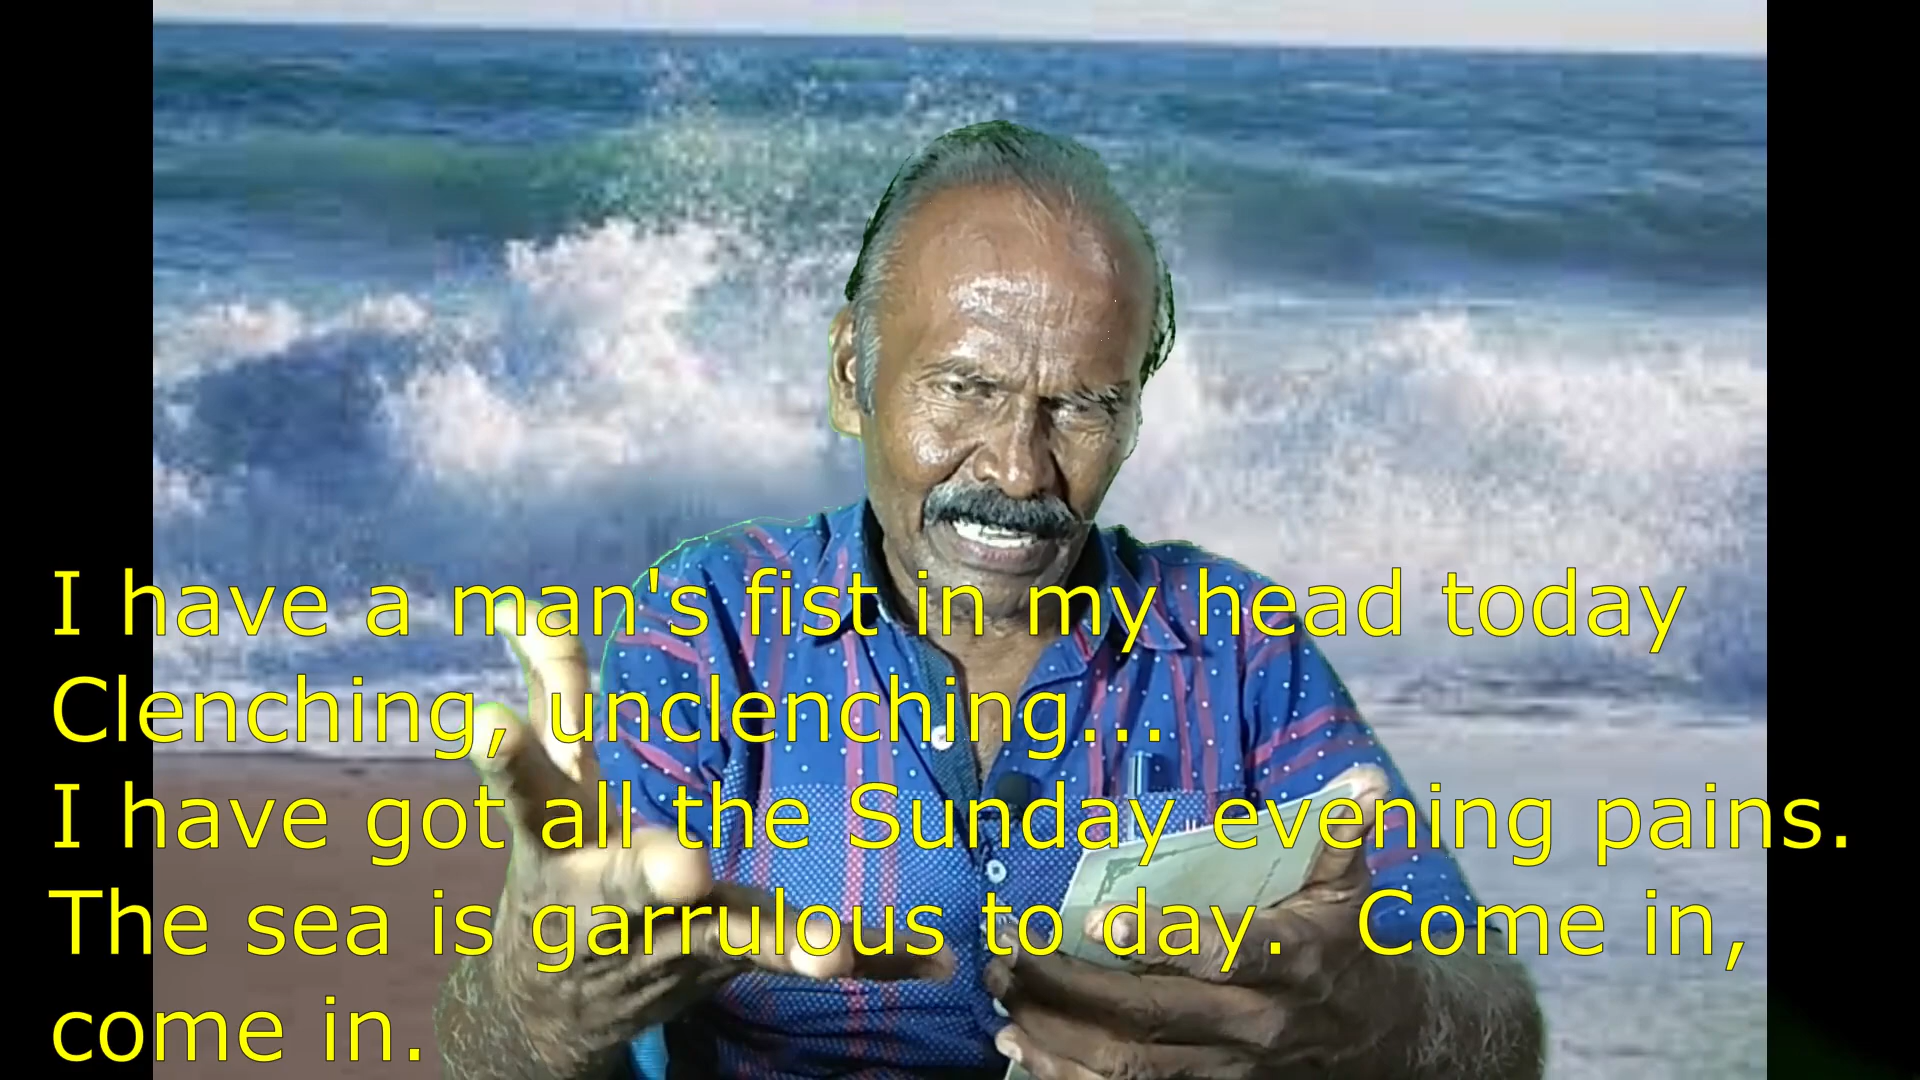 I have a man's fist in my head today
Clenching, unclenching...
I have got all the Sunday evening pains.
The sea is garrulous to day.  Come in,
come in.